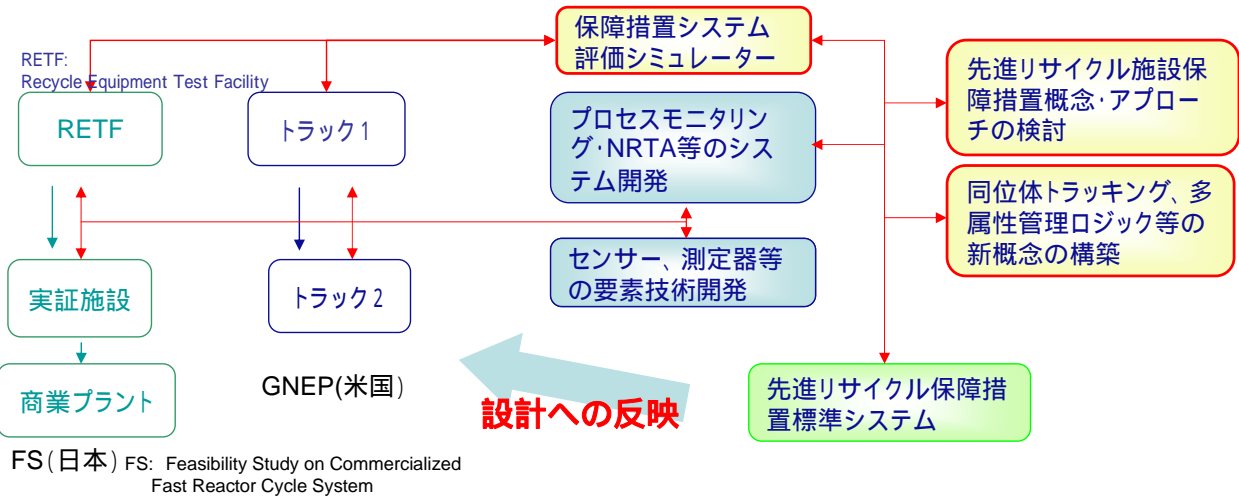 保障措置システム
評価シミュレーター
RETF:
Recycle Equipment Test Facility
RETF
トラック1
プロセスモニタリン
グ・NRTA等のシス
テム開発
先進リサイクル施設保
障措置概念・アプロー
チの検討
同位体トラッキング、多
属性管理ロジック等の
新概念の構築
センサー、測定器等
の要素技術開発
実証施設
トラック2
商業プラント
GNEP(米国)
設計への反映
先進リサイクル保障措
置標準システム
FS(日本) FS: Feasibility Study on Commercialized
Fast Reactor Cycle System